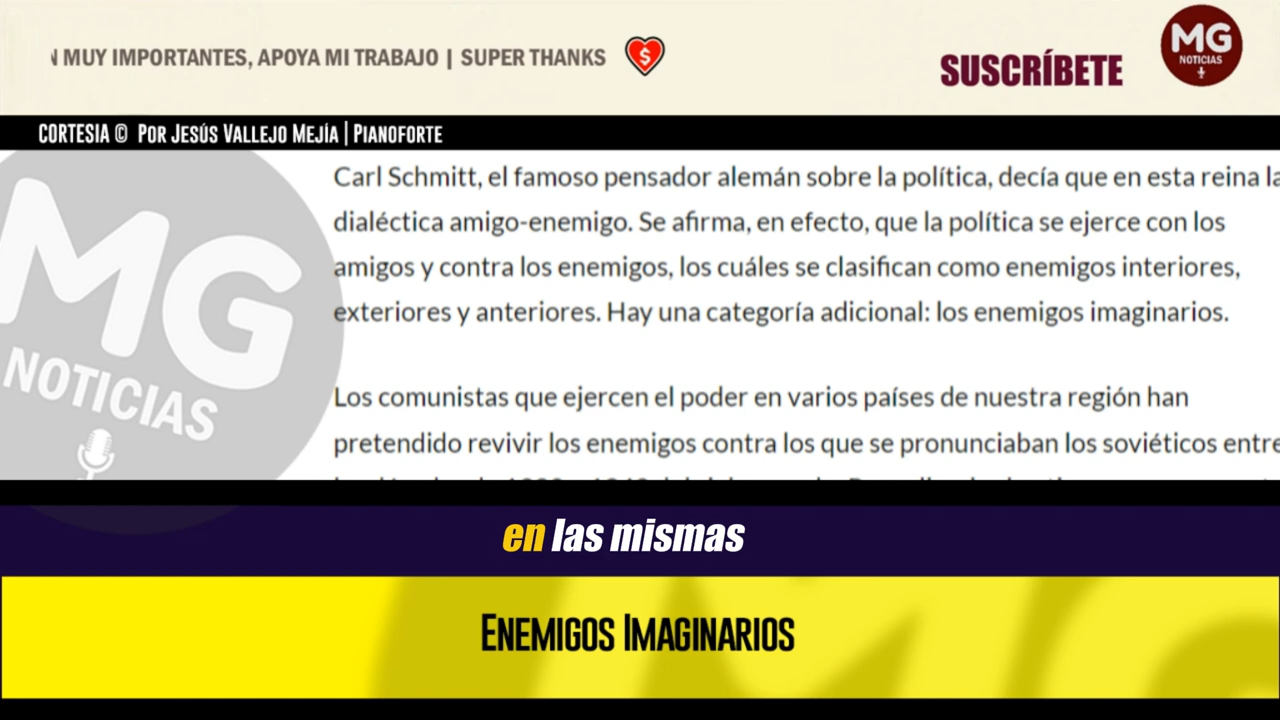 MUY IMPORTANTES, APOYA MI TRABAJO | SUPER THANKS
$
SUSCRÍBETE
MG
NOTICIAS
CORTESIA © POR JESÚS VALLEJO MEJÍA | PIANOFORTE
Carl Schmitt, el famoso pensador alemán sobre la política, decía que en esta reina la
dialéctica amigo-enemigo. Se afirma, en efecto, que la política se ejerce con los
amigos y contra los enemigos, los cuáles se clasifican como enemigos interiores,
exteriores y anteriores. Hay una categoría adicional: los enemigos imaginarios.
Los comunistas que ejercen el poder en varios países de nuestra región han
pretendido revivir los enemigos contra los que se pronunciaban los soviéticos entre
MG
NOTICIAS
en las mismas
ENEMIGOS IMAGINARIOS